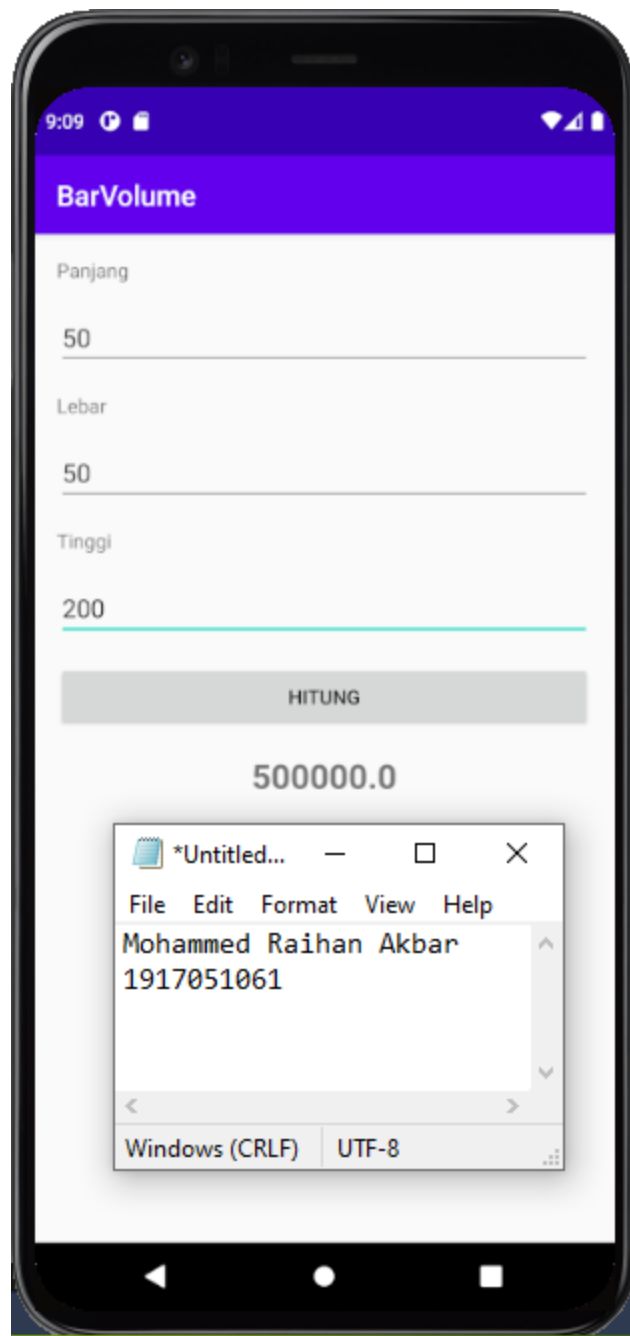 9:09
BarVolume
Panjang
50
Lebar
50
Tinggi
200
HITUNG
500000.0
*Untitled...
File Edit Format View Help
Mohammed Raihan Akbar
1917051061
Windows (CRLF) UTF-8